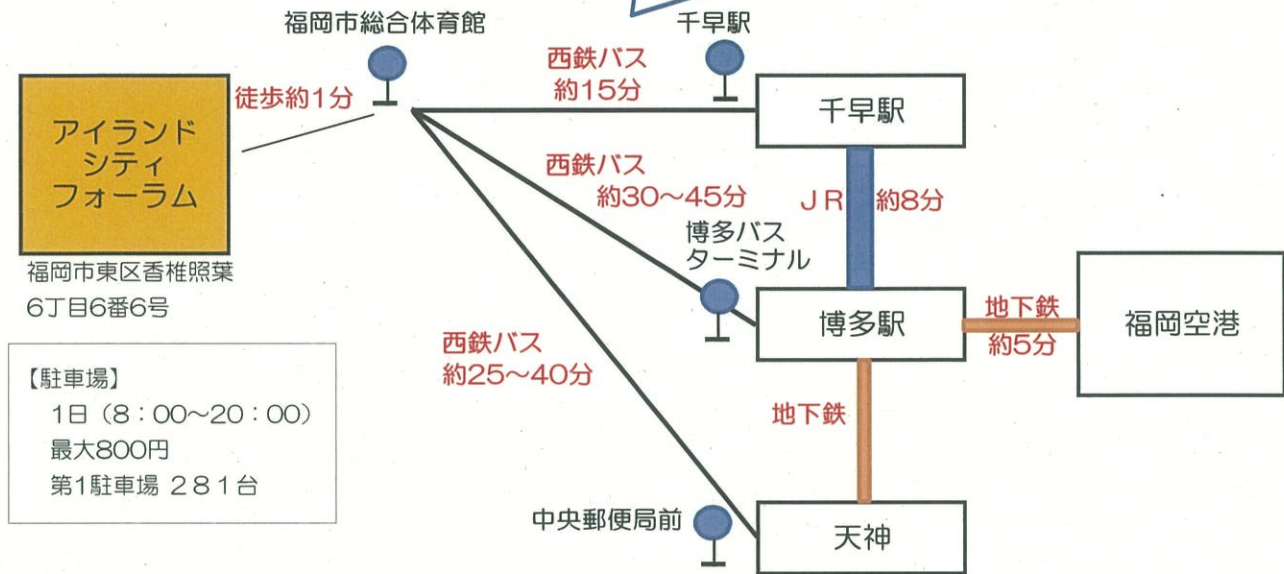 福岡市総合体育館
千早駅
西鉄バス
約15分
徒歩約1分
アイランド
シティ
フォーラム
千早駅
西鉄バス
約30～45分
ＪＲ 約8分
博多バス
ターミナル
福岡市東区香椎照葉
6丁目6番6号
博多駅
地下鉄
約5分
福岡空港
西鉄バス
約25～40分
【駐車場】
1日（8：00～20：00）
最大800円
第1駐車場 ２８１台
地下鉄
中央郵便局前
天神